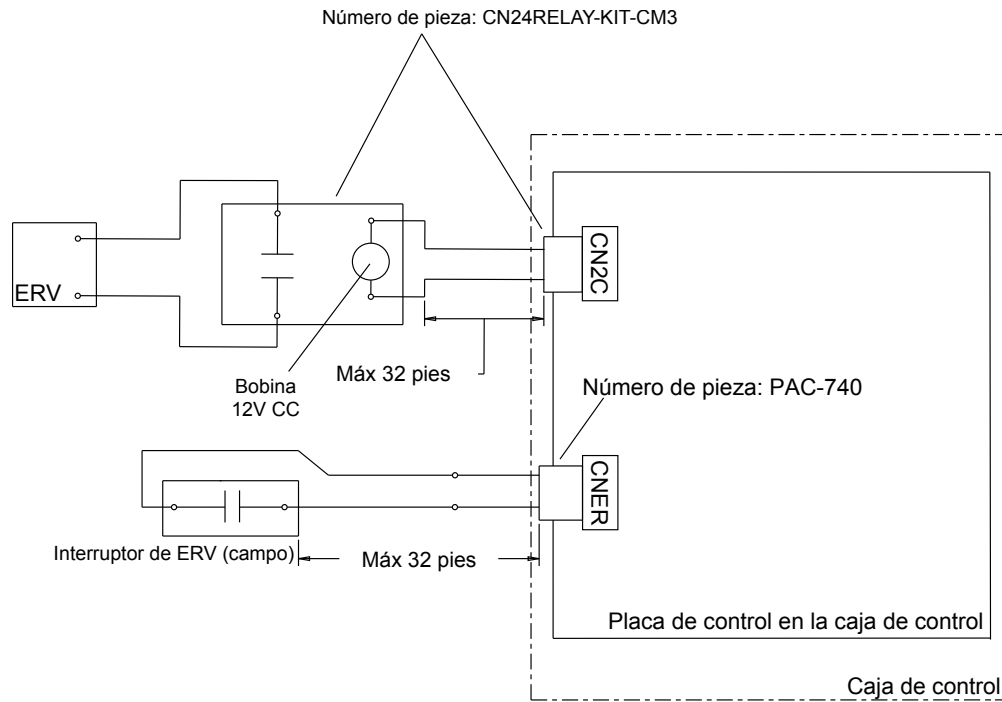 Número de pieza: CN24RELAY-KIT-CM3
ERV
CN2C
Máx 32 pies
Bobina
12V CC
Número de pieza: PAC-740
CNER
Interruptor de ERV (campo)
Máx 32 pies
Placa de control en la caja de control
Caja de control